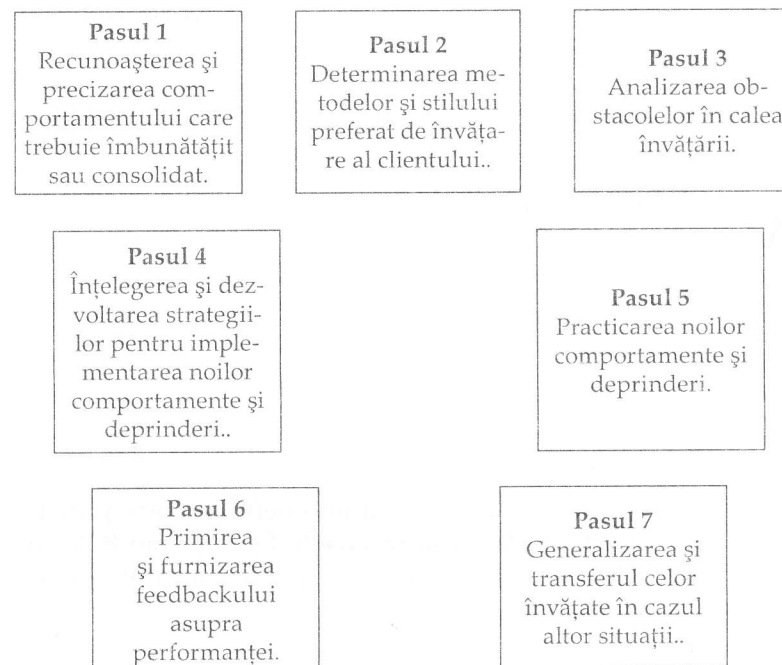 Pasul 1
Recunoaşterea şi
precizarea com-
portamentului care
trebuie îmbunătăţit
sau consolidat.
Pasul 2
Determinarea me-
todelor şi stilului
preferat de învăţa-
re al clientului..
Pasul 3
Analizarea ob-
stacolelor în calea
învăţării.
Pasul 4
Înţelegerea şi dez-
voltarea strategii-
lor pentru imple-
mentarea noilor
comportamente şi
deprinderi..
Pasul 5
Practicarea noilor
comportamente şi
deprinderi.
Pasul 6
Primirea
şi furnizarea
feedbackului
asupra
performanţei.
Pasul 7
Generalizarea şi
transferul celor
învăţate în cazul
altor situaţii..